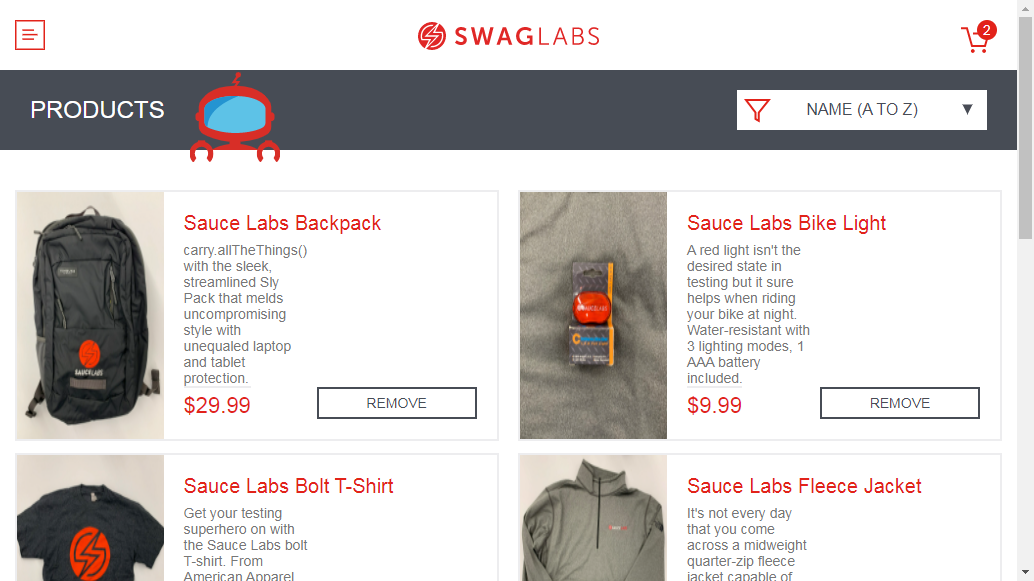 SWAGLABS
2
PRODUCTS
NAME (A TO Z) ▼
Sauce Labs Backpack
carry.allTheThings()
with the sleek,
streamlined Sly
Pack that melds
uncompromising
style with
unequaled laptop
and tablet
protection.
$29.99
REMOVE
SAUCELABS
Sauce Labs Bike Light
A red light isn't the
desired state in
testing but it sure
helps when riding
your bike at night.
Water-resistant with
3 lighting modes, 1
AAA battery
included.
$9.99
REMOVE
SAUCELABS
Sauce Labs Bolt T-Shirt
Get your testing
superhero on with
the Sauce Labs bolt
T-shirt. From
American Apparel
Sauce Labs Fleece Jacket
It's not every day
that you come
across a midweight
quarter-zip fleece
jacket capable of